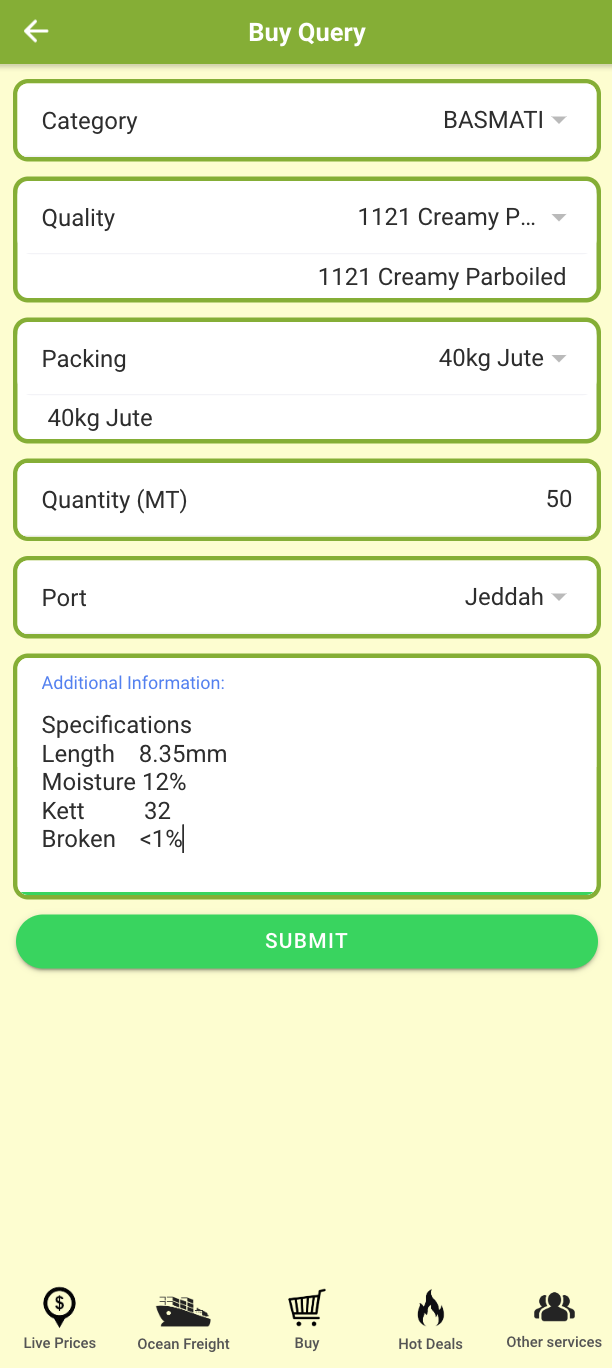 Buy Query
Category BASMATI
Quality 1121 Creamy P...
1121 Creamy Parboiled
Packing 40kg Jute
40kg Jute
Quantity (MT) 50
Port Jeddah
Additional Information:
Specifications
Length 8.35mm
Moisture 12%
Kett 32
Broken <1%
SUBMIT
$
Live Prices Ocean Freight Buy Hot Deals Other services